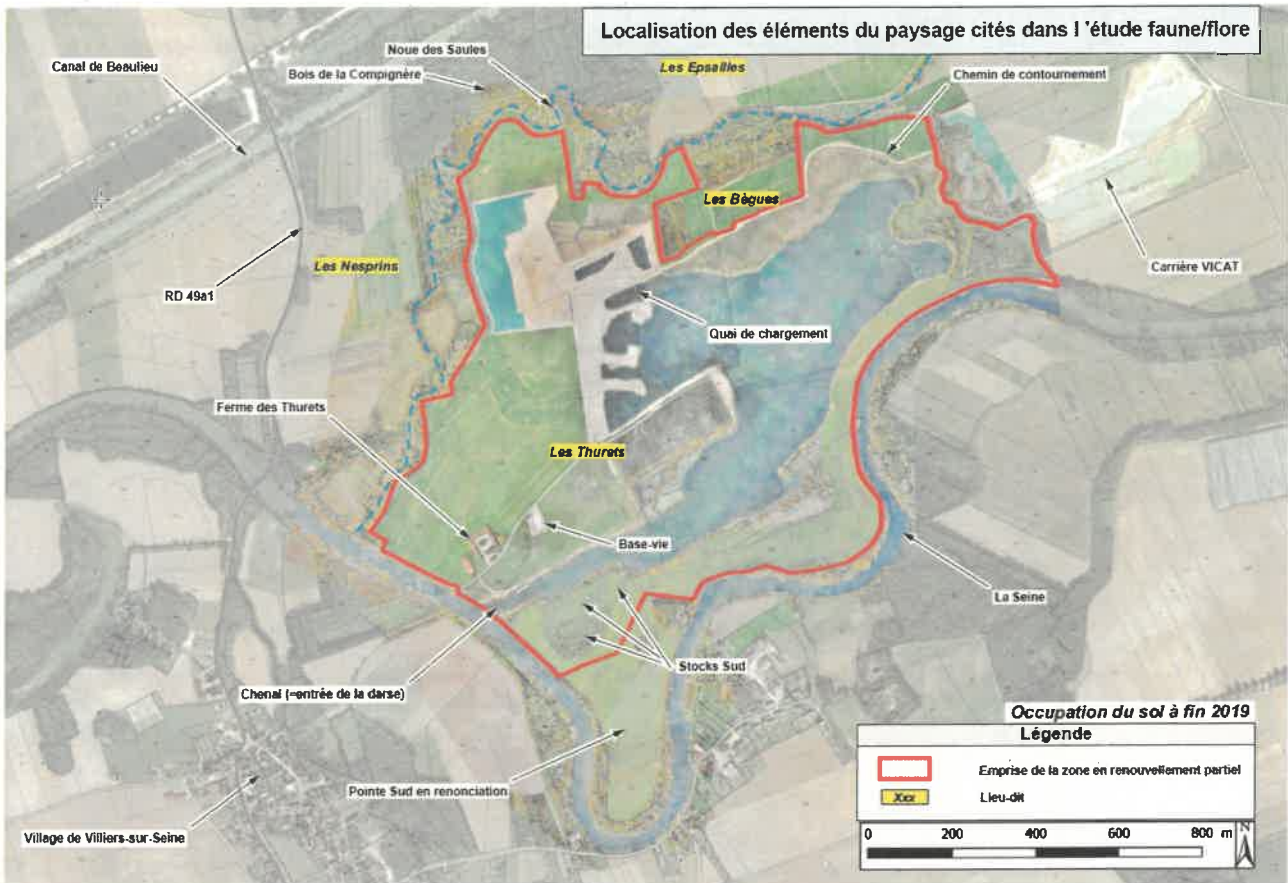 Localisation des éléments du paysage cités dans l 'étude faune/flore
Noue des Saules
Canal de Beaulieu
Bois de la Compignère
Les Epsailles
Chemin de contournement
Les Bègues
Les Nesprins
Carrière VICAT
RD 49a1
Quai de chargement
Ferme des Thurets
Les Thurets
Base-vie
La Seine
Stocks Sud
Chenal (=entrée de la darse)
Occupation du sol à fin 2019
Légende
Emprise de la zone en renouvellement partiel
Xxx Lieu-dit
Pointe Sud en renonciation
Village de Villiers-sur-Seine
0 200 400 600 800 m
N